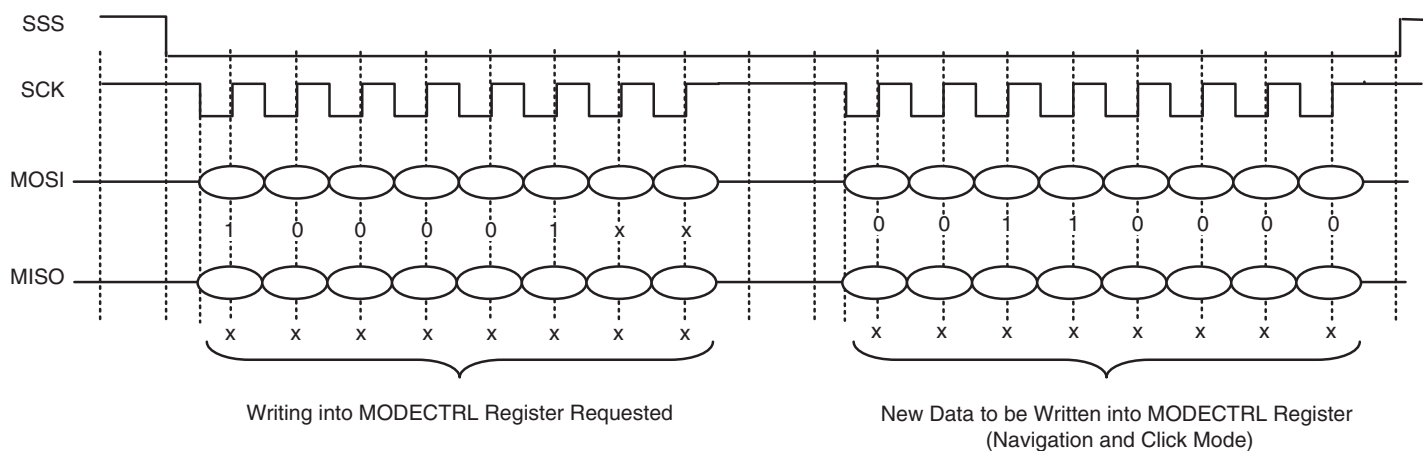 SSS
SCK
MOSI
1 0 0 0 0 1 x x 0 0 1 1 0 0 0 0
MISO
x x x x x x x x x x x x x x x x
Writing into MODECTRL Register Requested
New Data to be Written into MODECTRL Register
(Navigation and Click Mode)